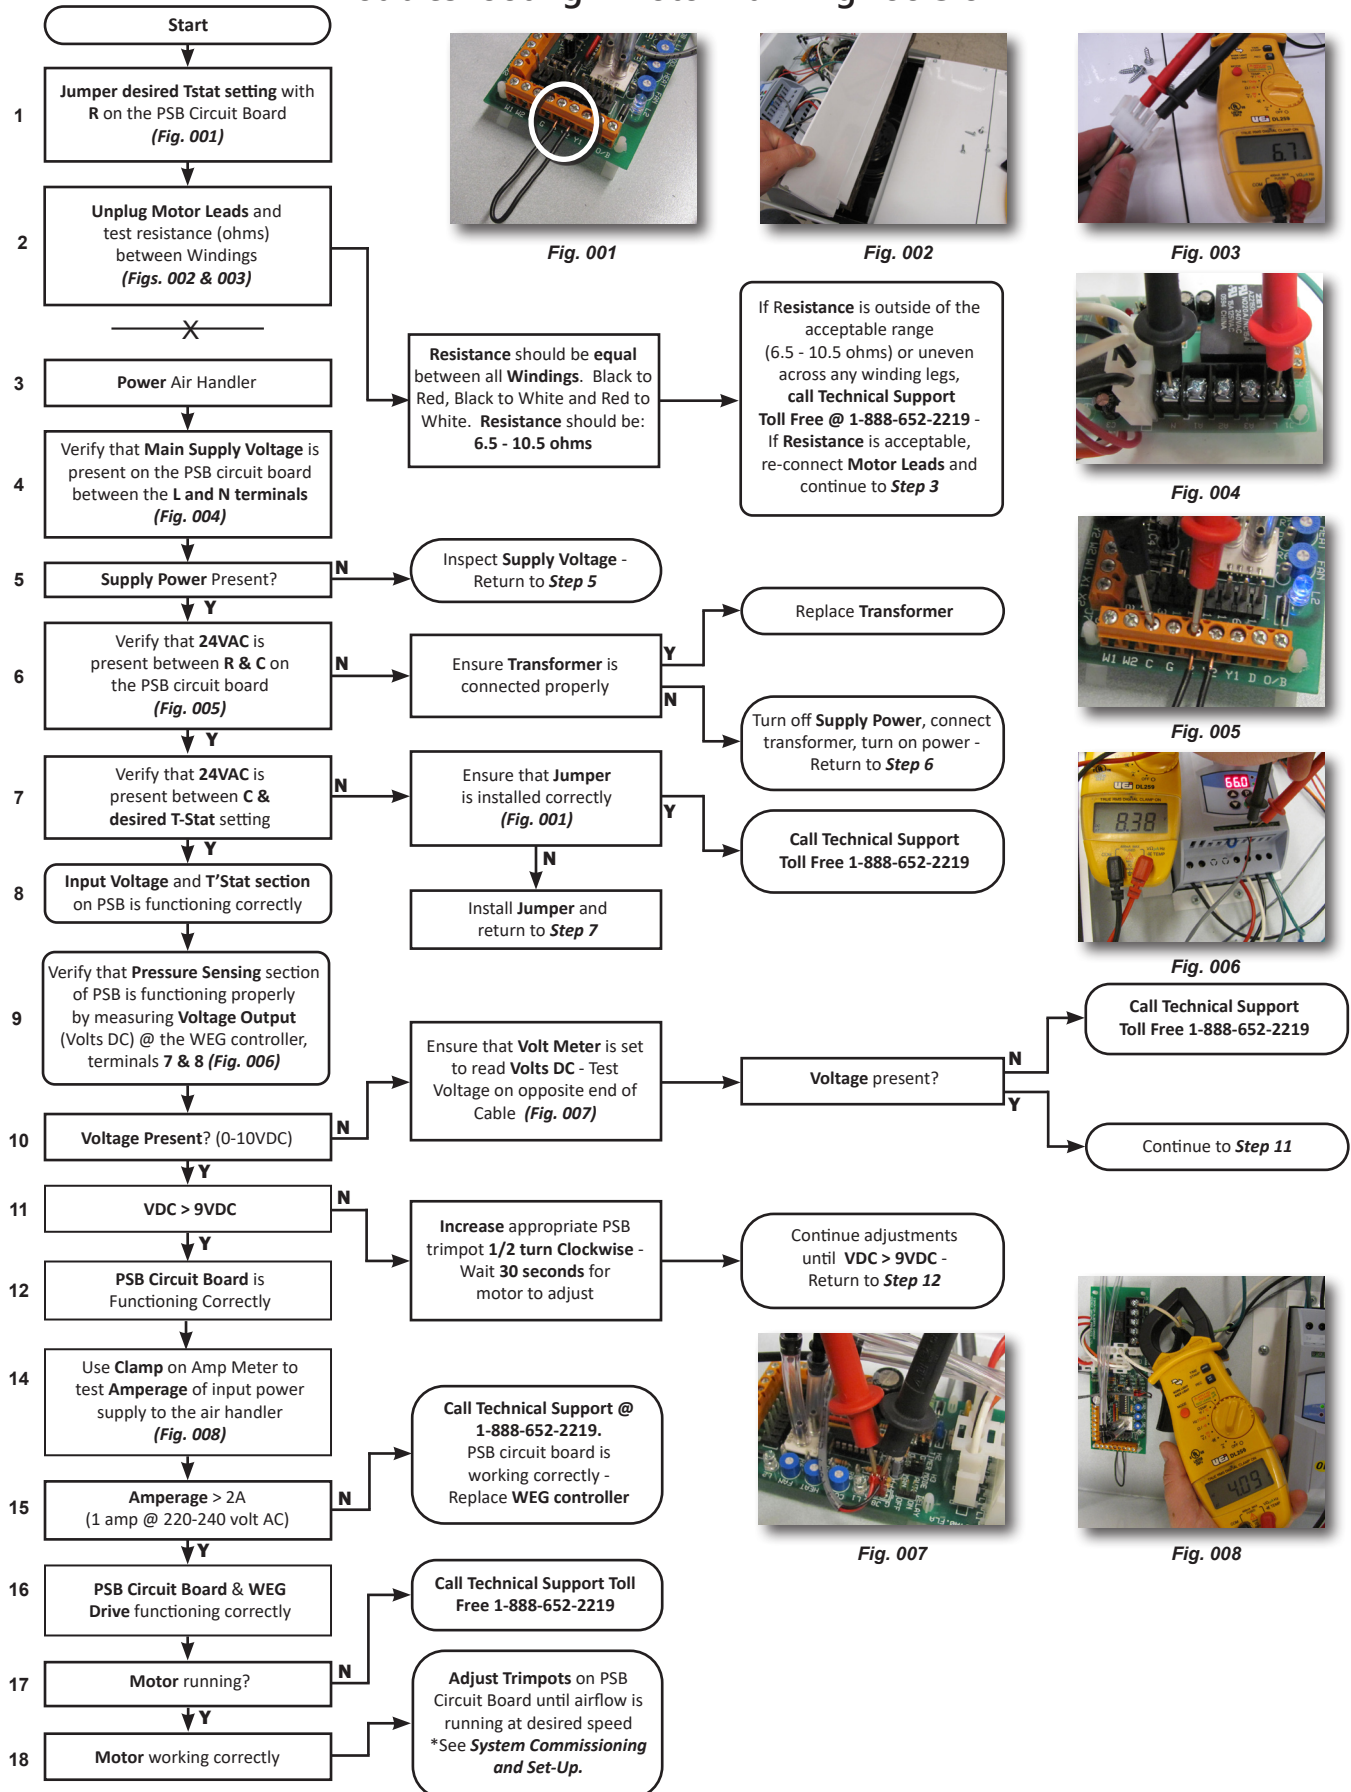 Start
1
Jumper desired Tstat setting with
R on the PSB Circuit Board
(Fig. 001)
2
Unplug Motor Leads and
test resistance (ohms)
between Windings
(Figs. 002 & 003)
X
Fig. 001
Fig. 002
Fig. 003
Resistance should be equal
between all Windings. Black to
Red, Black to White and Red to
White. Resistance should be:
6.5 - 10.5 ohms
If Resistance is outside of the
acceptable range
(6.5 - 10.5 ohms) or uneven
across any winding legs,
call Technical Support
Toll Free @ 1-888-652-2219 -
If Resistance is acceptable,
re-connect Motor Leads and
continue to Step 3
Fig. 004
3
Power Air Handler
4
Verify that Main Supply Voltage is
present on the PSB circuit board
between the L and N terminals
(Fig. 004)
5
Supply Power Present?
N
Y
Inspect Supply Voltage -
Return to Step 5
6
Verify that 24VAC is
present between R & C on
the PSB circuit board
(Fig. 005)
N
Y
Ensure Transformer is
connected properly
Y
N
Replace Transformer
Turn off Supply Power, connect
transformer, turn on power -
Return to Step 6
W1 W2 C G
Y1 D O/B
Fig. 005
7
Verify that 24VAC is
present between C &
desired T-Stat setting
N
Y
Ensure that Jumper
is installed correctly
(Fig. 001)
Y
N
Call Technical Support
Toll Free 1-888-652-2219
Install Jumper and
return to Step 7
8
Input Voltage and T'Stat section
on PSB is functioning correctly
66.0
8.38
Fig. 006
9
Verify that Pressure Sensing section
of PSB is functioning properly
by measuring Voltage Output
(Volts DC) @ the WEG controller,
terminals 7 & 8 (Fig. 006)
10
Voltage Present? (0-10VDC)
N
Y
Ensure that Volt Meter is set
to read Volts DC - Test
Voltage on opposite end of
Cable (Fig. 007)
Voltage present?
N
Y
Call Technical Support
Toll Free 1-888-652-2219
Continue to Step 11
11
VDC > 9VDC
N
Y
Increase appropriate PSB
trimpot 1/2 turn Clockwise -
Wait 30 seconds for
motor to adjust
Continue adjustments
until VDC > 9VDC -
Return to Step 12
12
PSB Circuit Board is
Functioning Correctly
14
Use Clamp on Amp Meter to
test Amperage of input power
supply to the air handler
(Fig. 008)
15
Amperage > 2A
(1 amp @ 220-240 volt AC)
N
Y
Call Technical Support @
1-888-652-2219.
PSB circuit board is
working correctly -
Replace WEG controller
Fig. 007
4.09
Fig. 008
16
PSB Circuit Board & WEG
Drive functioning correctly
Call Technical Support Toll
Free 1-888-652-2219
17
Motor running?
N
Y
18
Motor working correctly
Adjust Trimpots on PSB
Circuit Board until airflow is
running at desired speed
*See System Commissioning
and Set-Up.